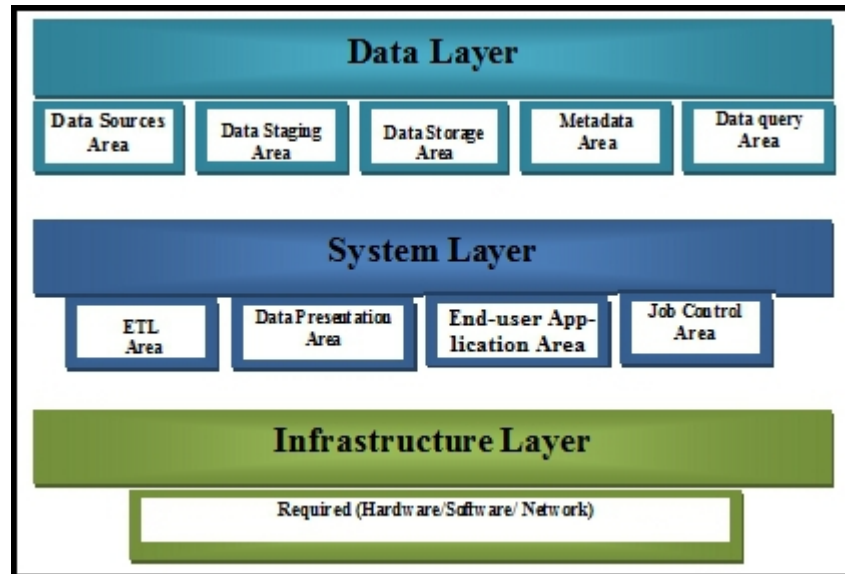 Data Layer
Data Sources
Area
Data Staging
Area
Data Storage
Area
Metadata
Area
Data query
Area
System Layer
ETL
Area
Data Presentation
Area
End-user App-
lication Area
Job Control
Area
Infrastructure Layer
Required (Hardware/Software/ Network)